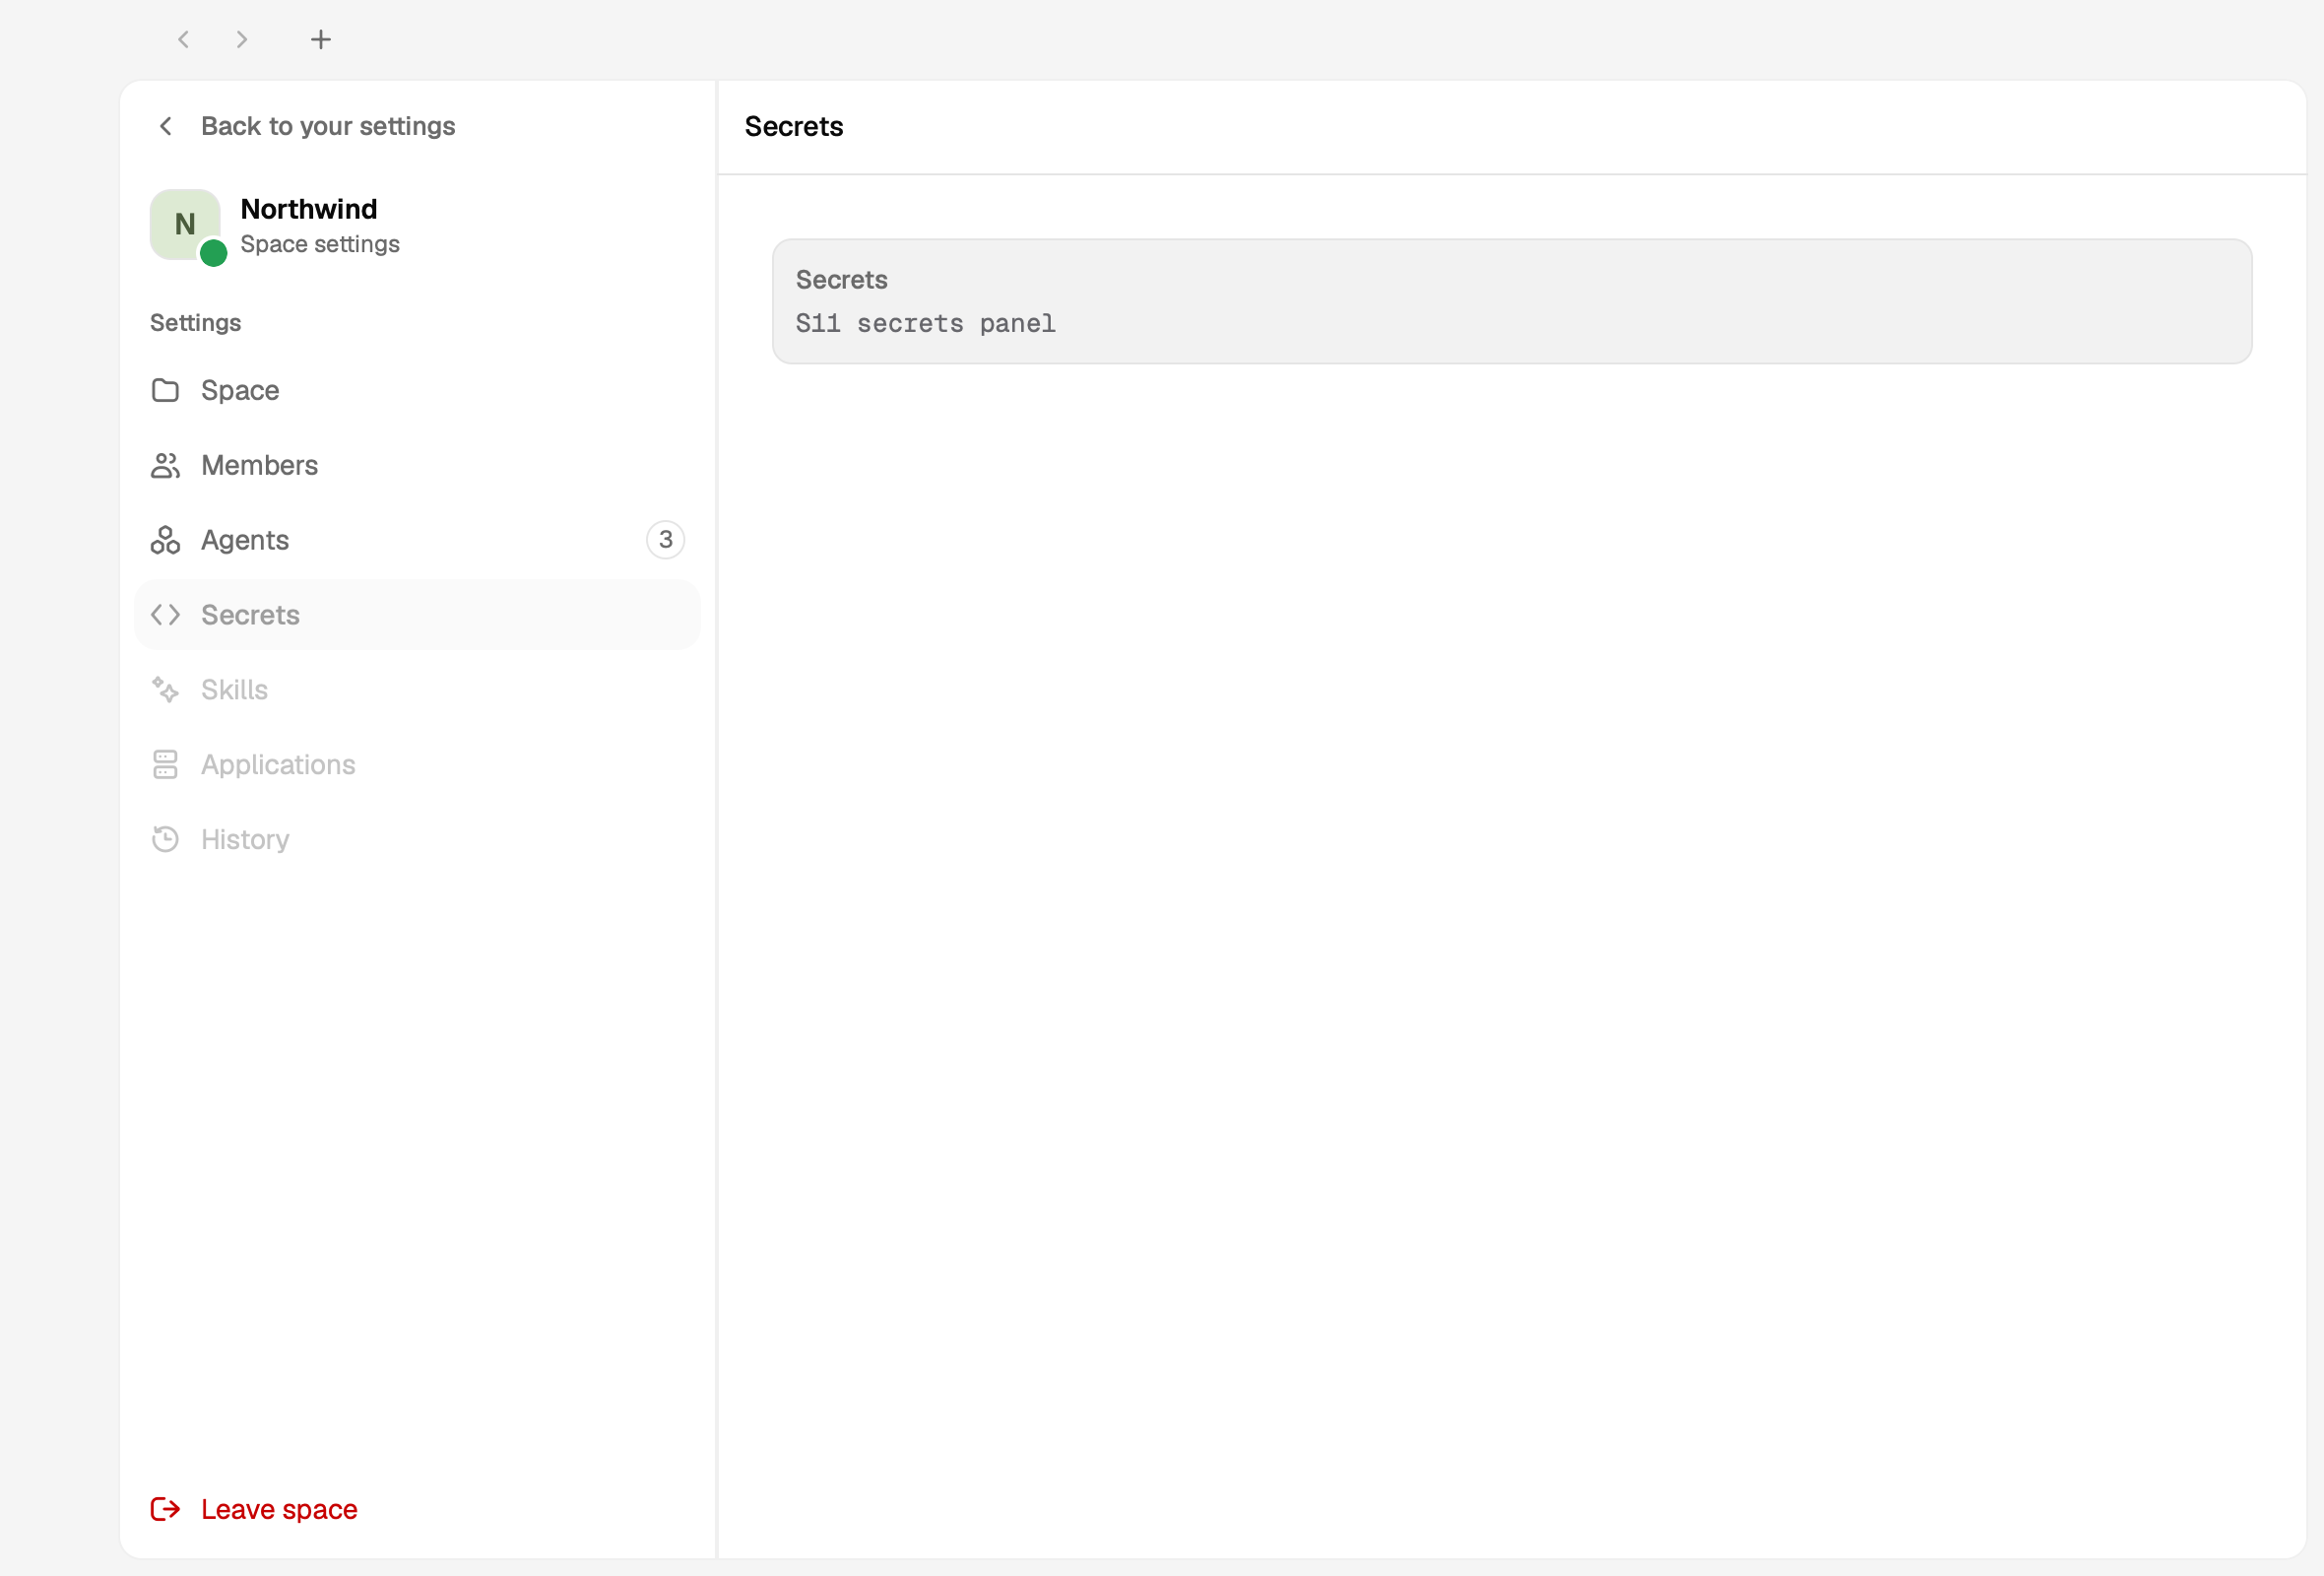 Back to your settings
N
Northwind
Space settings
Settings
Space
Members
Agents
3
Secrets
Skills
Applications
History
Leave space
Secrets
Secrets
S11 secrets panel